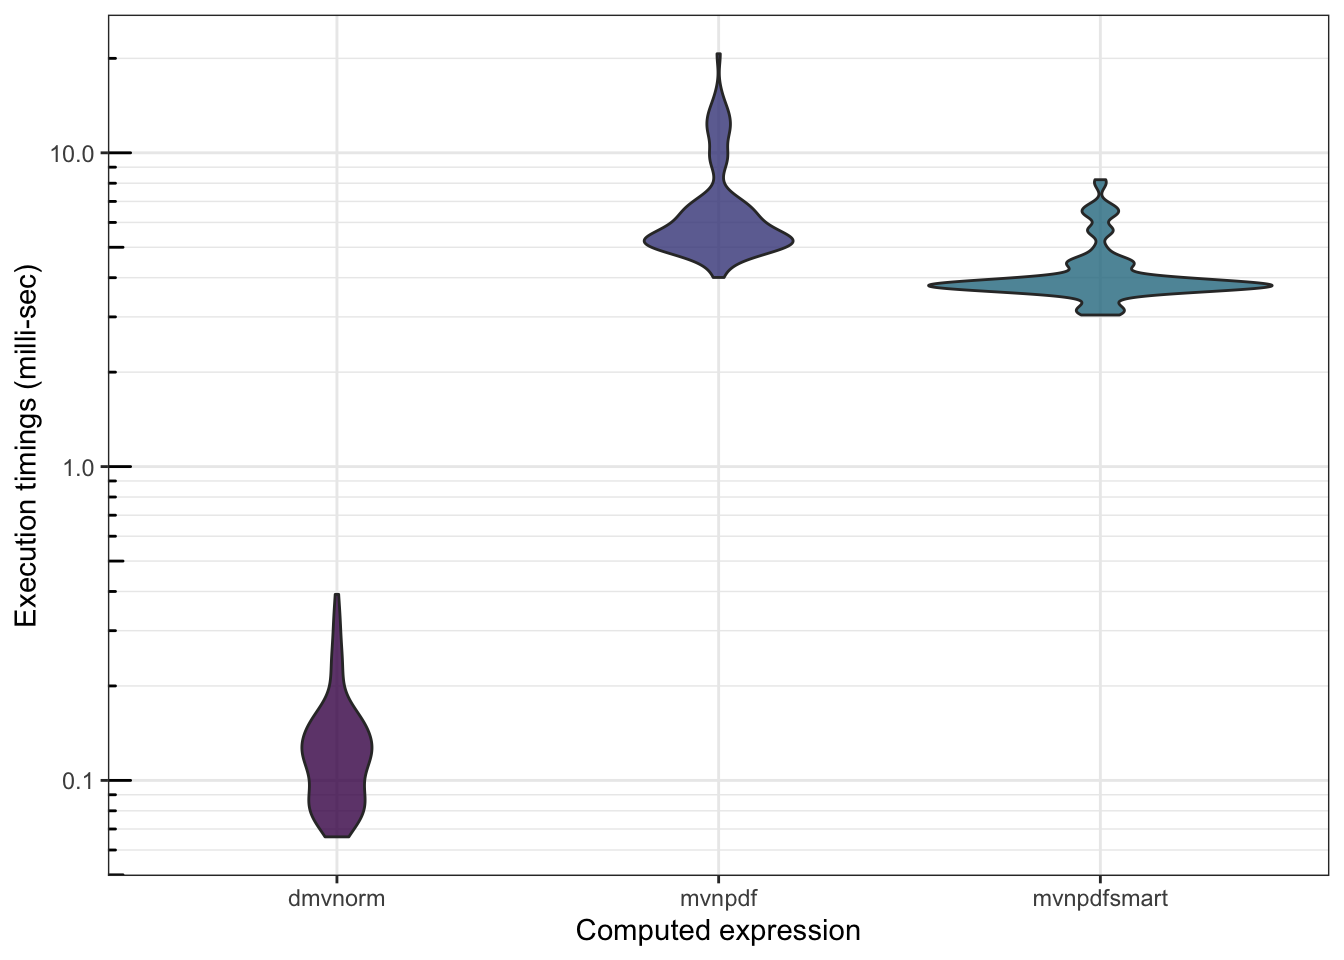 Execution timings (milli-sec)
10.0
1.0
0.1
dmvnorm
mvnpdf
mvnpdfsmart
Computed expression